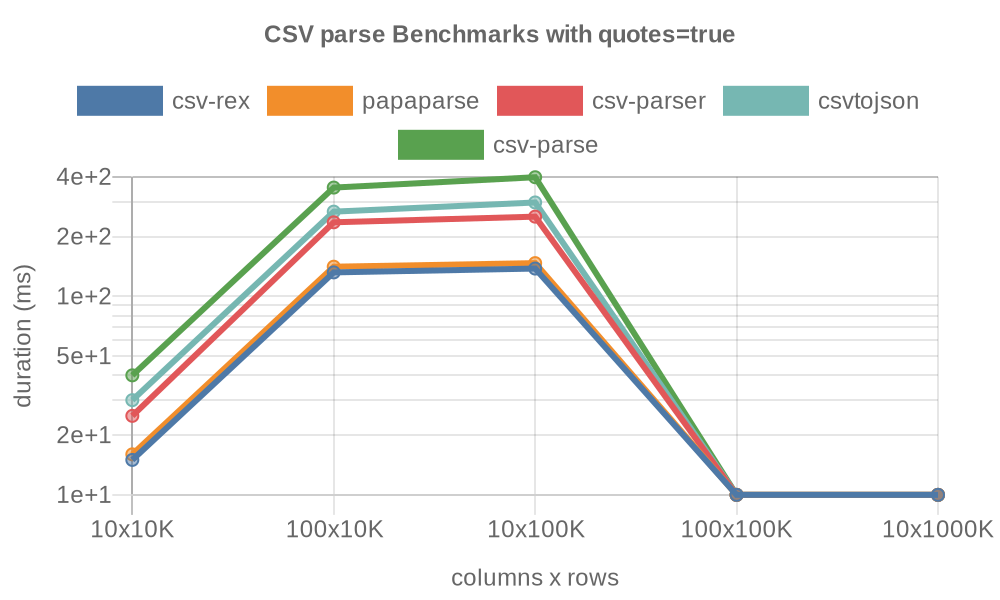 CSV parse Benchmarks with quotes=true
csv-rex papaparse csv-parser csvtojson
csv-parse
4e+2
2e+2
1e+2
5e+1
2e+1
1e+1
duration (ms)
10x10K 100x10K 10x100K 100x100K 10x1000K
columns x rows